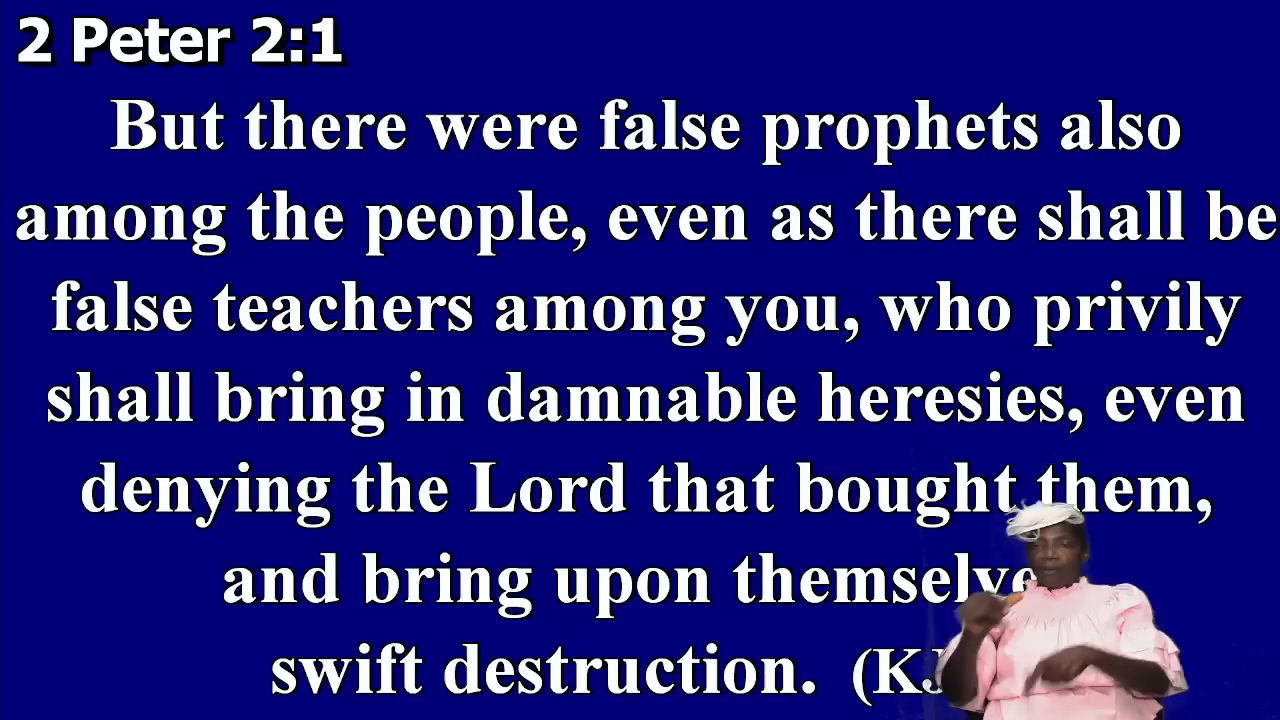 2 Peter 2:1
But there were false prophets also
among the people, even as there shall be
false teachers among you, who privily
shall bring in damnable heresies, even
denying the Lord that bought them,
and bring upon
swift destruction. (KJ